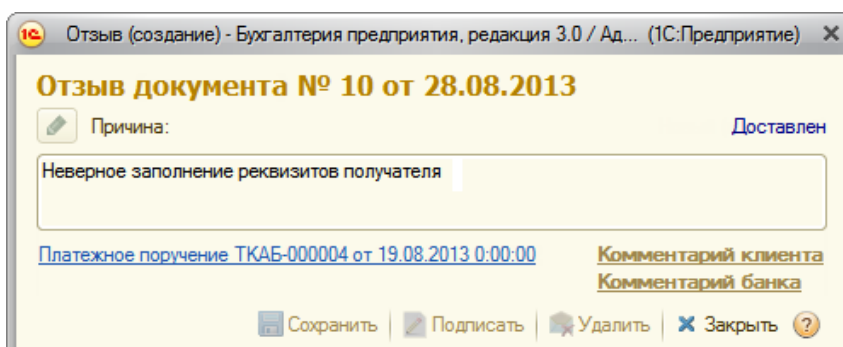 1С Отзыв (создание) - Бухгалтерия предприятия, редакция 3.0 / Ад... (1С:Предприятие)
Отзыв документа № 10 от 28.08.2013
Причина: Доставлен
Неверное заполнение реквизитов получателя
Платежное поручение ТКАБ-000004 от 19.08.2013 0:00:00 Комментарий клиента
Комментарий банка
Сохранить Подписать Удалить Закрыть ?